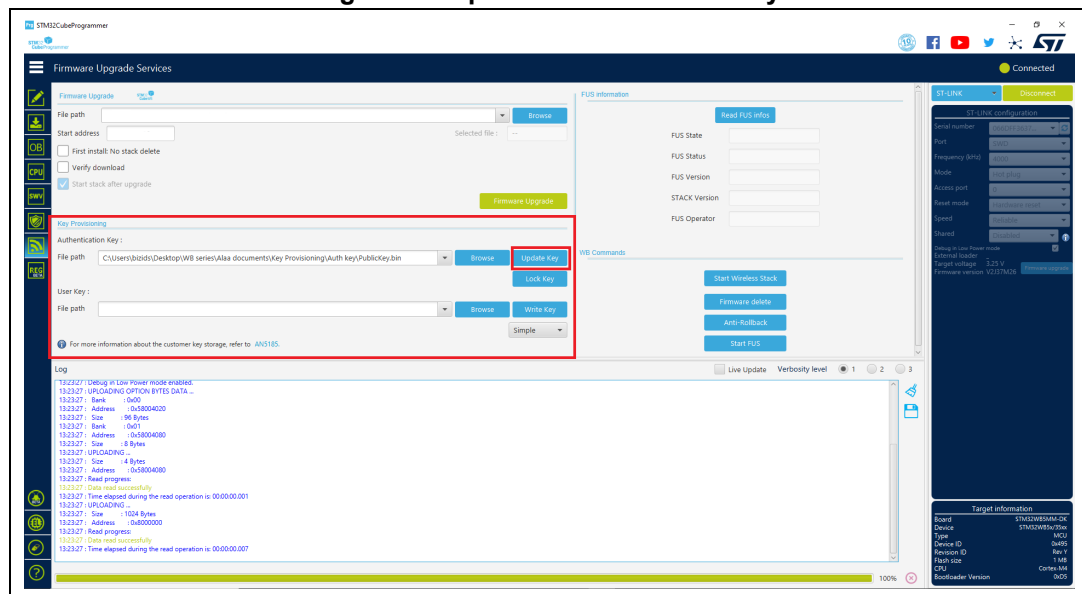 STM32CubeProgrammer
Firmware Upgrade Services
Connected
Firmware Upgrade
File path
Browse
Start address
Selected file :
First install: No stack delete
Verify download
Start stack after upgrade
Firmware Upgrade
Key Provisioning
Authentication Key :
File path C:\Users\bizids\Desktop\WB series\Alaa documents\Key Provisioning\Auth key\PublicKey.bin Browse Update Key
Lock Key
User Key :
File path Browse Write Key
Simple
For more information about the customer key storage, refer to AN5185.
FUS information
Read FUS infos
FUS State
FUS Status
FUS Version
STACK Version
FUS Operator
WB Commands
Start Wireless Stack
Firmware delete
Anti-Rollback
Start FUS
Log
Live Update Verbosity level 1 2 3
13:23:27 : Debug in Low Power mode enabled.
13:23:27 : UPLOADING OPTION BYTES DATA ...
13:23:27 : Bank : 0x00
13:23:27 : Address : 0x58004020
13:23:27 : Size : 96 Bytes
13:23:27 : Bank : 0x01
13:23:27 : Address : 0x58004080
13:23:27 : Size : 8 Bytes
13:23:27 : UPLOADING ...
13:23:27 : Size : 4 Bytes
13:23:27 : Address : 0x58004080
13:23:27 : Read progress:
13:23:27 : Data read successfully
13:23:27 : Time elapsed during the read operation is: 00:00:00.001
13:23:27 : UPLOADING ...
13:23:27 : Size : 1024 Bytes
13:23:27 : Address : 0x8000000
13:23:27 : Read progress:
13:23:27 : Data read successfully
13:23:27 : Time elapsed during the read operation is: 00:00:00.007
100%
OB
CPU
SWV
REG
ST-LINK Disconnect
ST-LINK configuration
Serial number
Port SWD
Frequency (kHz) 4000
Mode Hot plug
Access port 0
Reset mode Hardware reset
Speed Reliable
Shared Disabled
Debug in Low Power mode
External loader _
Target voltage 3.25 V
Firmware version V2J37M26 Firmware upgrade
Target information
Board STM32WB5MM-DK
Device STM32WB5x/35xx
Type MCU
Device ID 0x495
Revision ID Rev Y
Flash size 1 MB
CPU Cortex-M4
Bootloader Version 0xD5